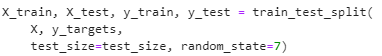 X_train, X_test, y_train, y_test = train_test_split(
X, y_targets,
test_size=test_size, random_state=7)